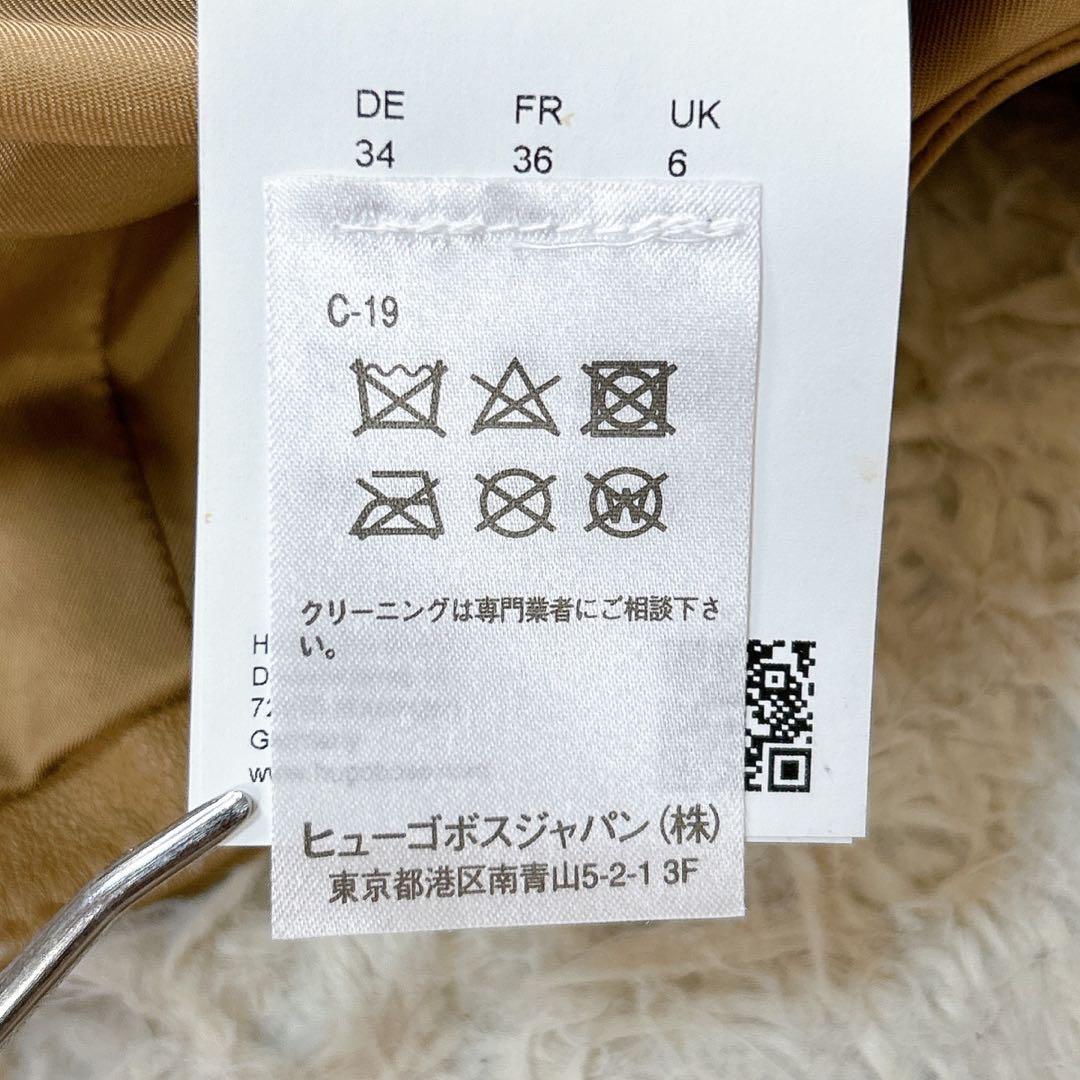 DE FR UK
34 36 6
C-19
クリーニングは専門業者にご相談下さ
い。
ヒューゴボスジャパン(株)
東京都港区南青山5-2-1 3F